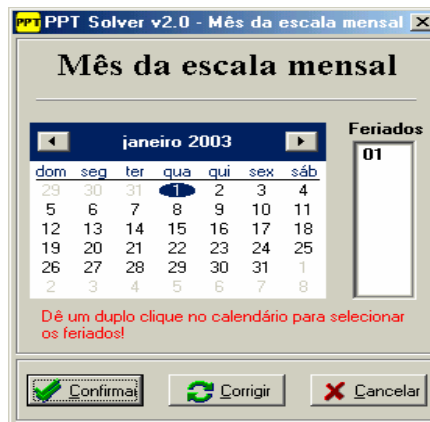 PPT PPT Solver v2.0 - Mês da escala mensal
Mês da escala mensal
janeiro 2003
Feriados
01
dom seg ter qua qui sex sáb
29 30 31 1 2 3 4
5 6 7 8 9 10 11
12 13 14 15 16 17 18
19 20 21 22 23 24 25
26 27 28 29 30 31 1
2 3 4 5 6 7 8
Dê um duplo clique no calendário para selecionar
os feriados!
Confirmar Corrigir Cancelar